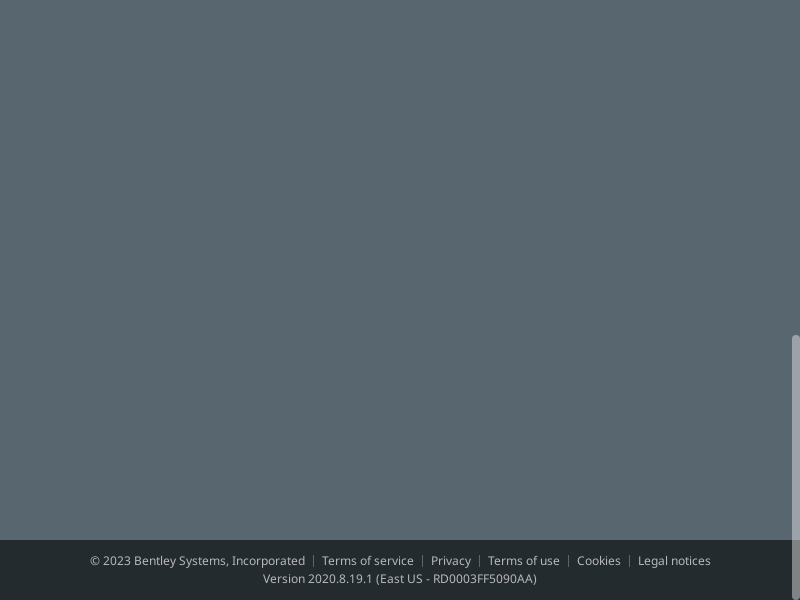 © 2023 Bentley Systems, Incorporated | Terms of service | Privacy | Terms of use | Cookies | Legal notices
Version 2020.8.19.1 (East US - RD0003FF5090AA)